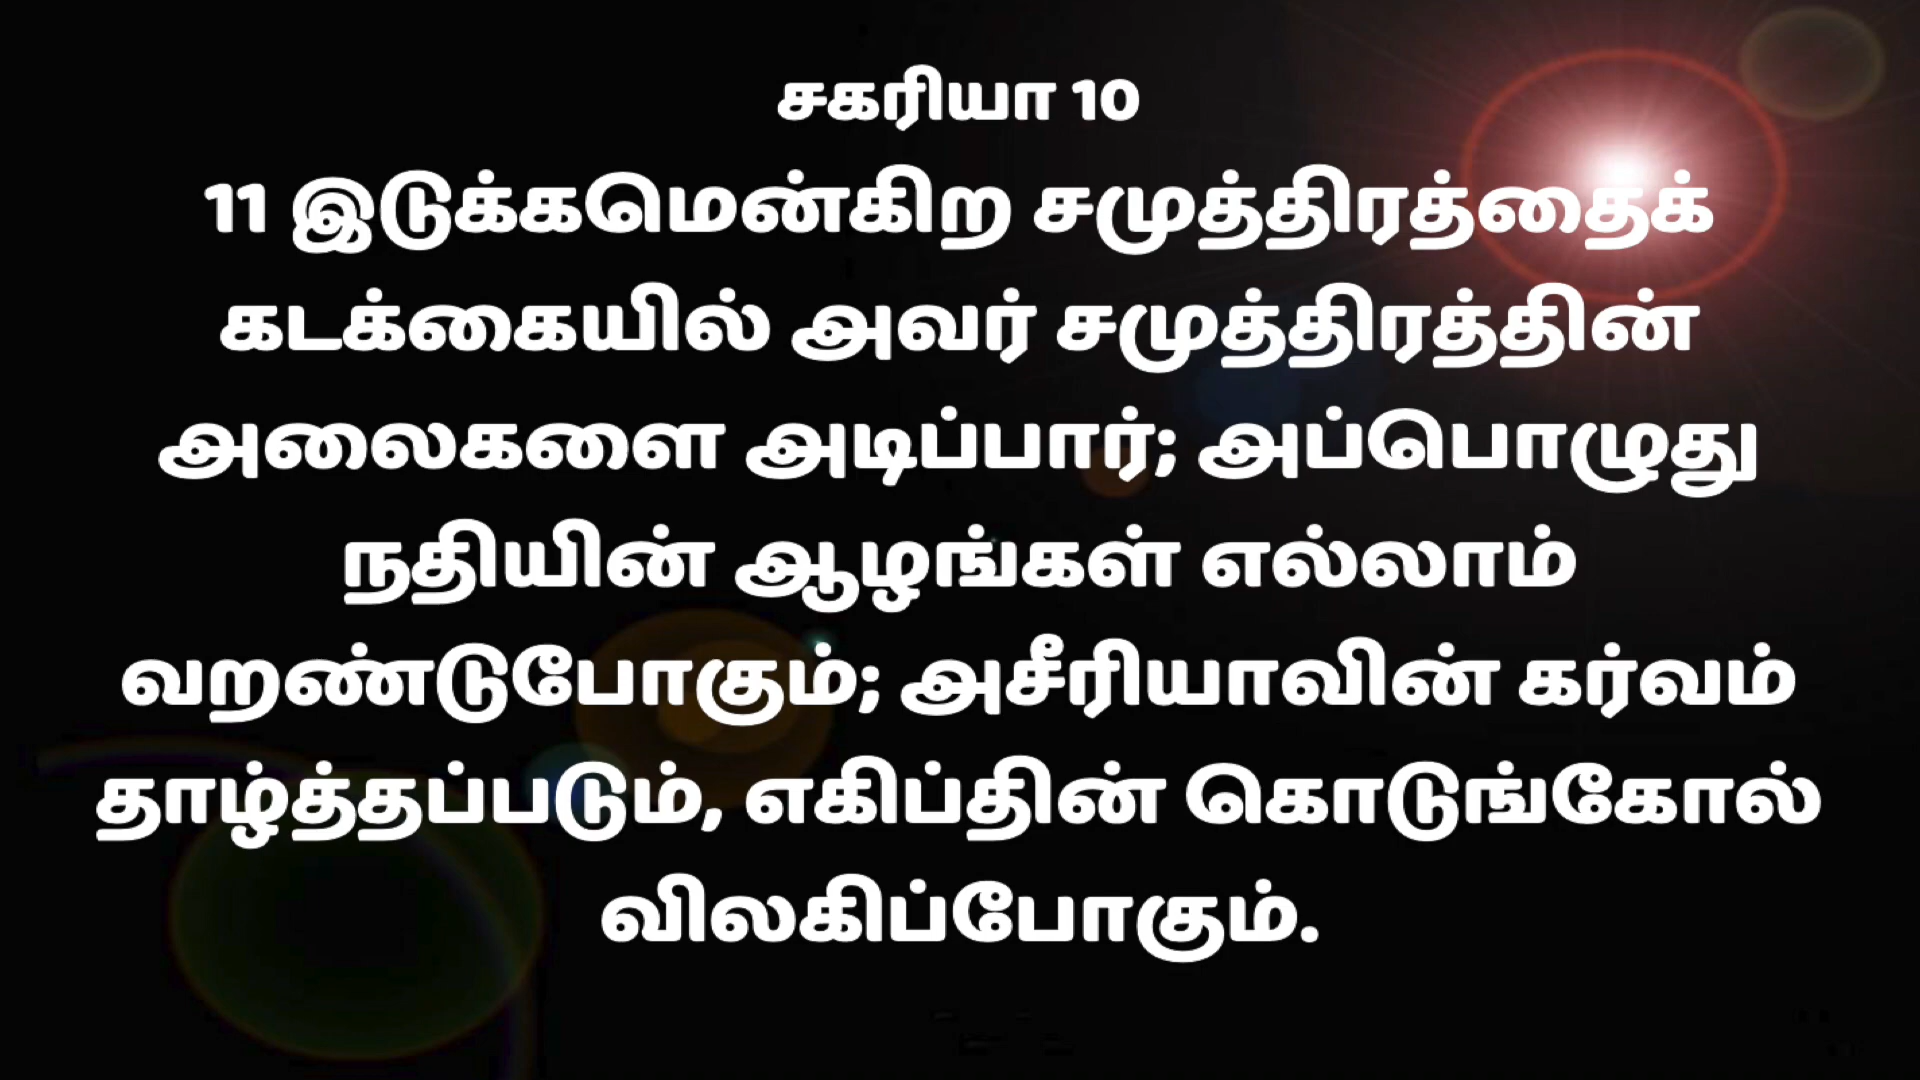 சகரியா 10
11 இடுக்கமென்கிற சமுத்திரத்தைக்
கடக்கையில் அவர் சமுத்திரத்தின்
அலைகளை அடிப்பார்; அப்பொழுது
நதியின் ஆழங்கள் எல்லாம்
வறண்டுபோகும்; அசீரியாவின் கர்வம்
தாழ்த்தப்படும், எகிப்தின் கொடுங்கோல்
விலகிப்போகும்.